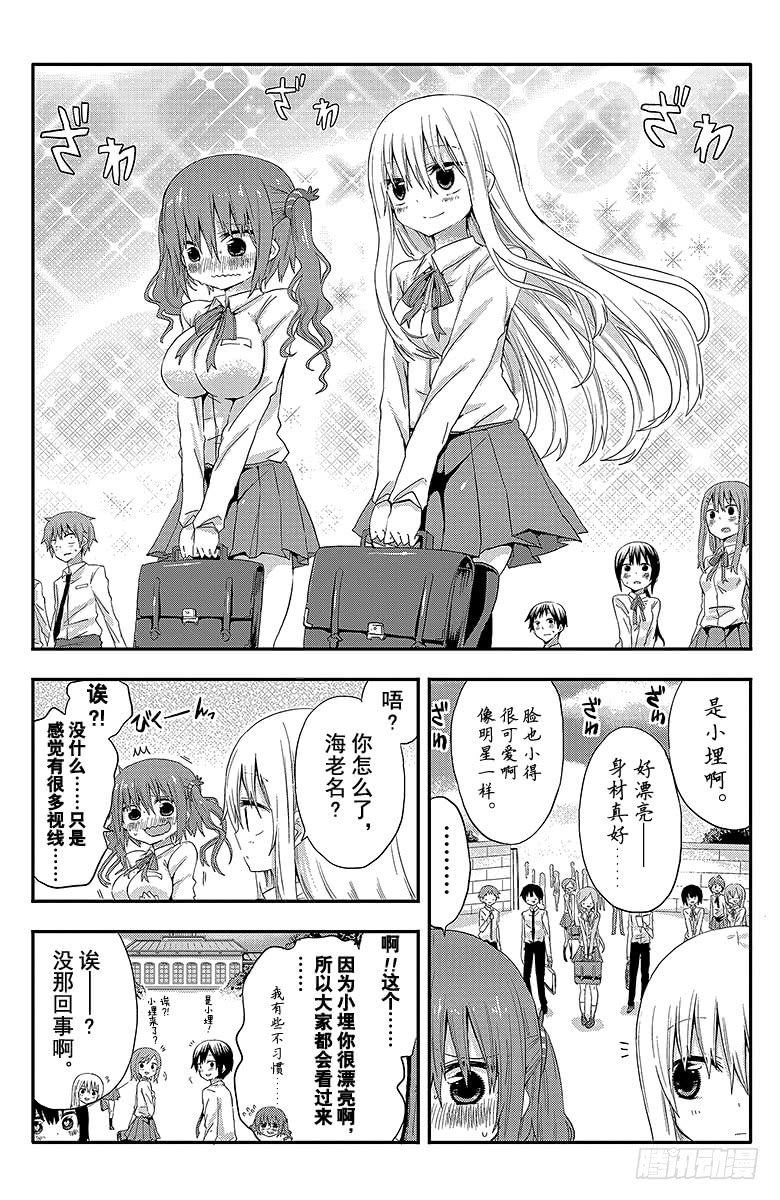 ざわ
ざわ
ざわ
ざわ
是小埋啊。
好漂亮——
身材真好……
脸也小得
很可爱啊
像明星一样。
ざわ
ざわ
ざわ
………
唔？
你怎么了，
海老名？
びくーん
诶?!
没什么……只是
感觉有很多视线……
啊!!这个……
因为小埋你很漂亮啊，
所以大家都会看过来
……
我有些不习惯…
是小埋！
诶?!
小埋来了？
诶——？
没那回事啊。
腾讯动漫